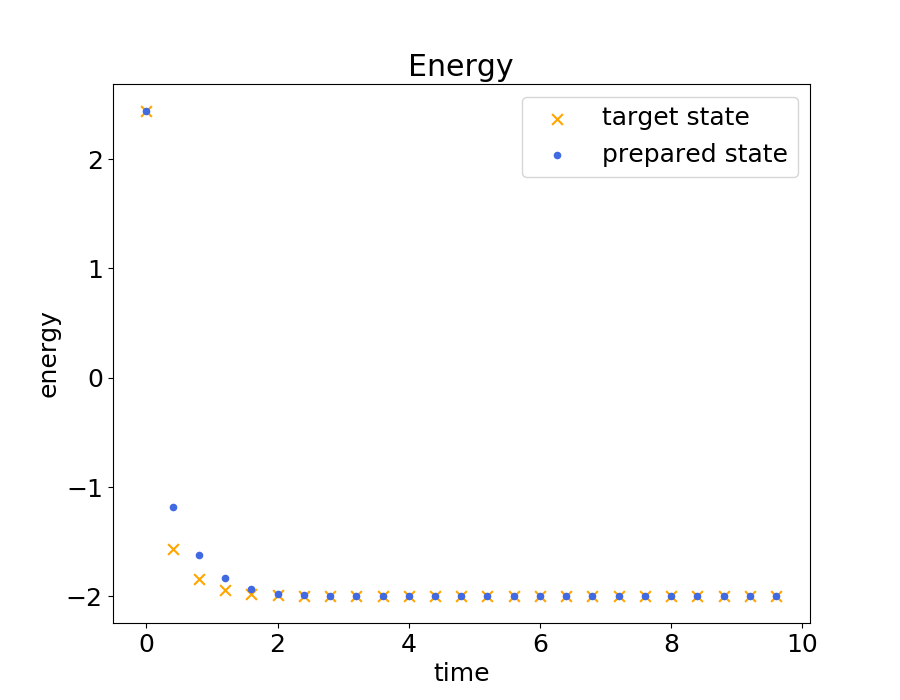 Energy
target state
prepared state
2
1
0
−1
−2
energy
0 2 4 6 8 10
time